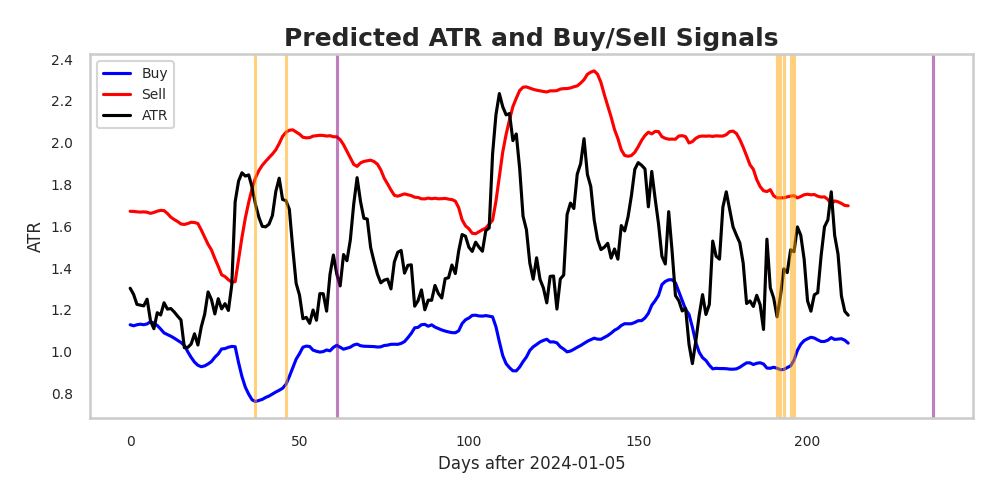 Predicted ATR and Buy/Sell Signals
Buy
Sell
ATR
2.4
2.2
2.0
1.8
1.6
1.4
1.2
1.0
0.8
ATR
0
50
100
150
200
Days after 2024-01-05